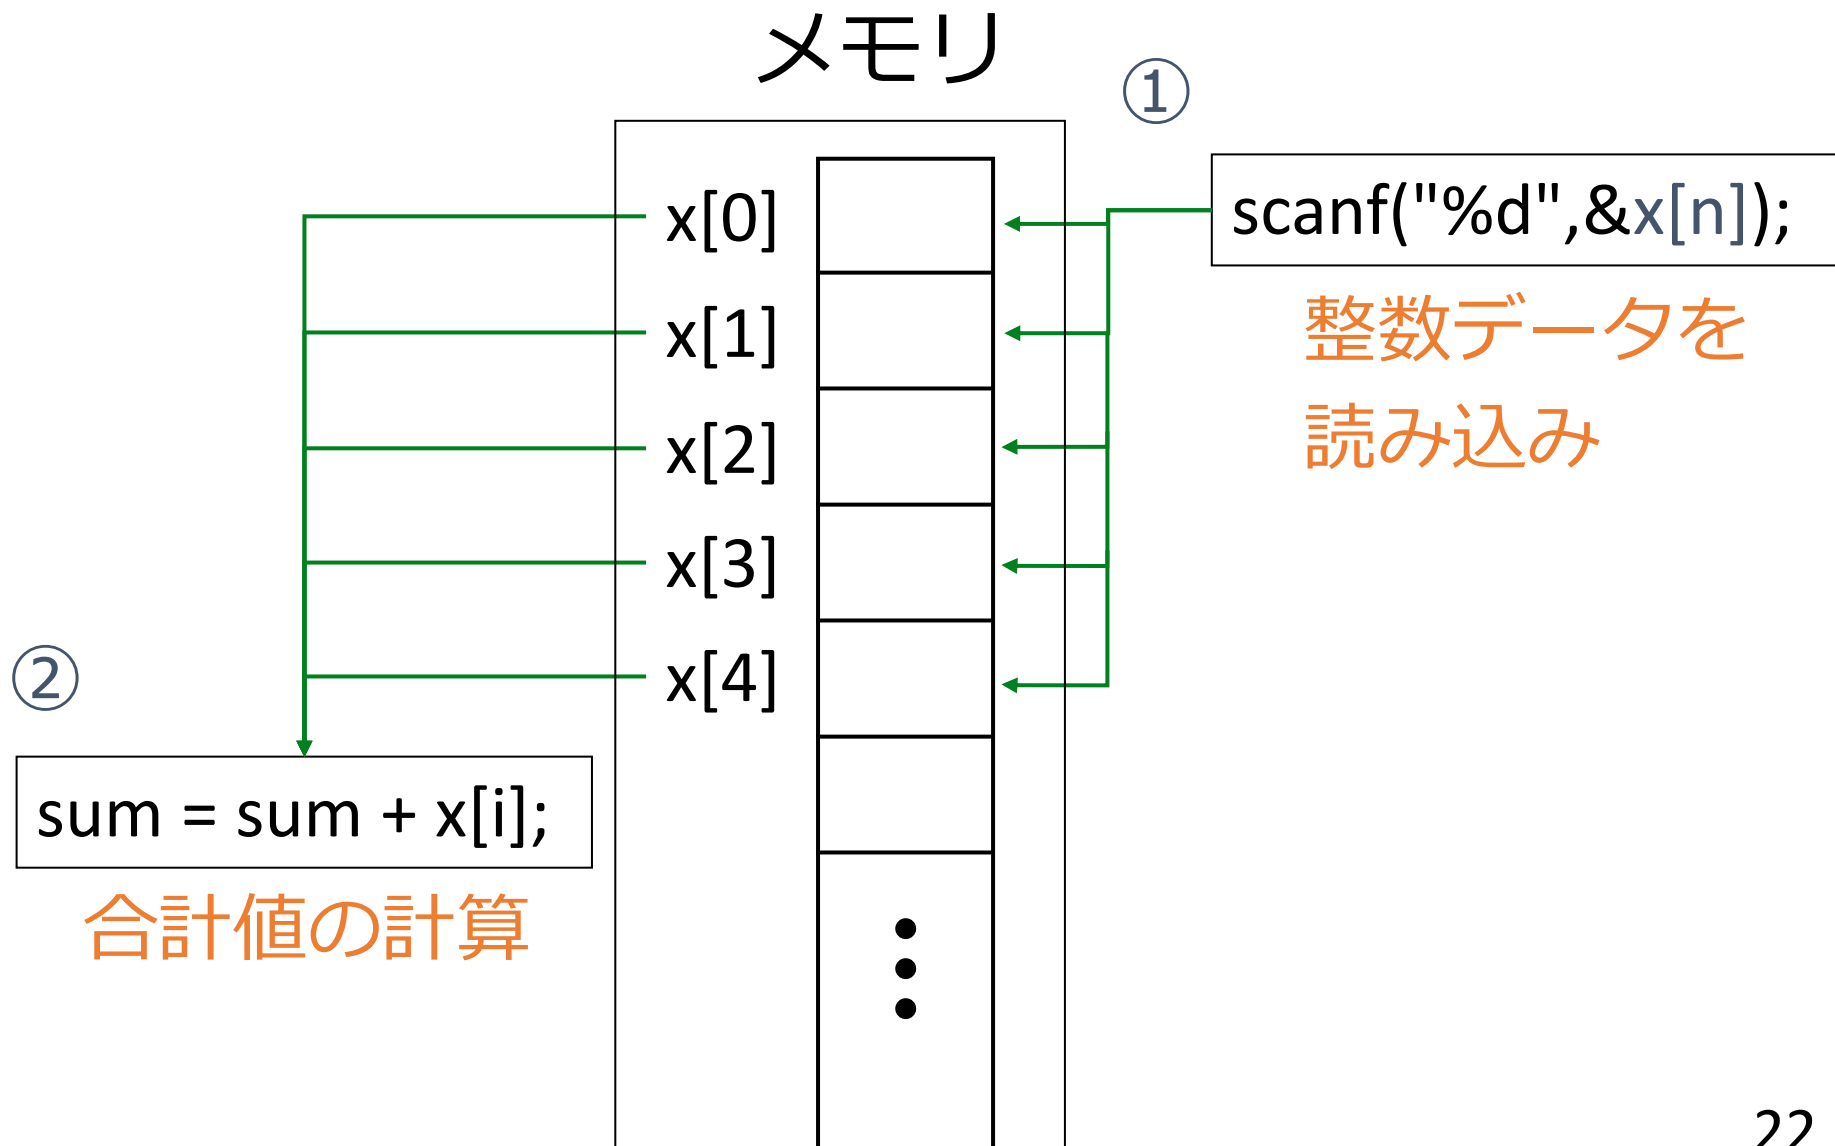 メモリ
①
scanf("%d",&x[n]);
整数データを
読み込み
x[0]
x[1]
x[2]
x[3]
x[4]
②
sum = sum + x[i];
合計値の計算
22